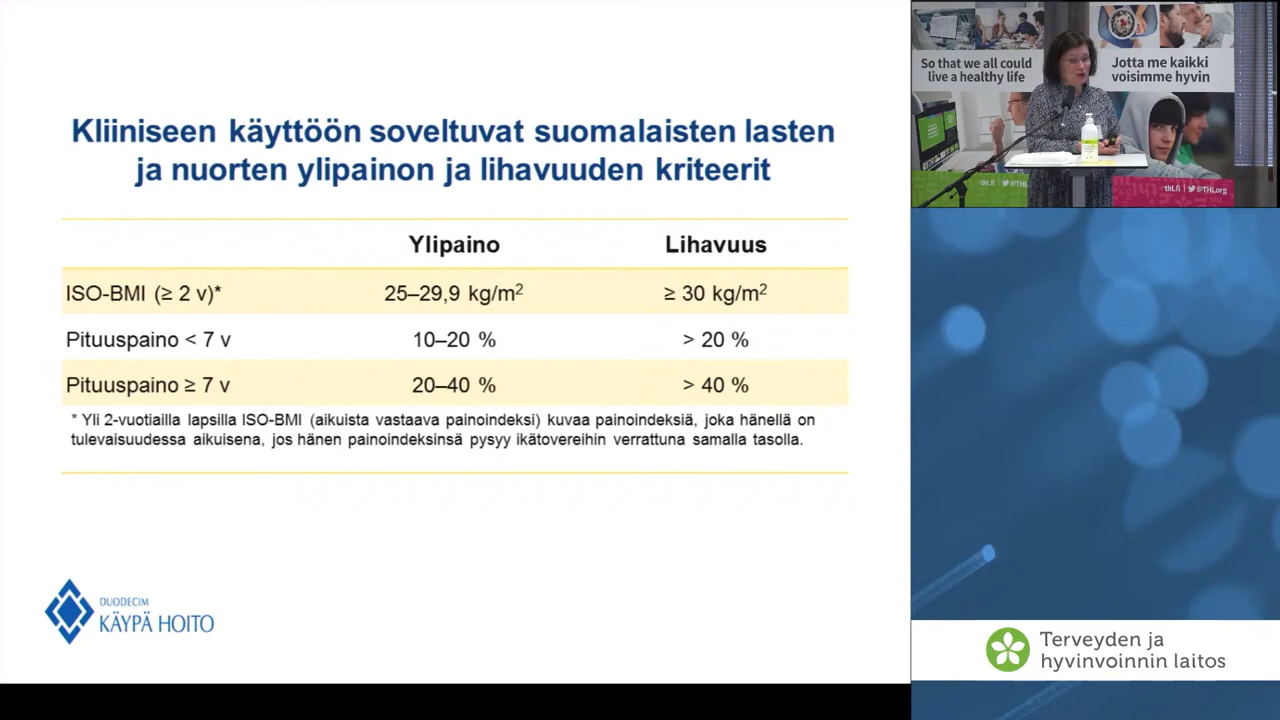 Kliiniseen käyttöön soveltuvat suomalaisten lasten
ja nuorten ylipainon ja lihavuuden kriteerit
Ylipaino Lihavuus
ISO-BMI (≥ 2 v)* 25–29,9 kg/m² ≥ 30 kg/m²
Pituuspaino < 7 v 10–20 % > 20 %
Pituuspaino ≥ 7 v 20–40 % > 40 %
* Yli 2-vuotiailla lapsilla ISO-BMI (aikuista vastaava painoindeksi) kuvaa painoindeksiä, joka hänellä on
tulevaisuudessa aikuisena, jos hänen painoindeksinsä pysyy ikätovereihin verrattuna samalla tasolla.
DUODECIM
KÄYPÄ HOITO
So that we all could
live a healthy life
Jotta me kaikki
voisimme hyvin
thl.fi | @THL
thl.fi | @THLorg
Terveyden ja
hyvinvoinnin laitos